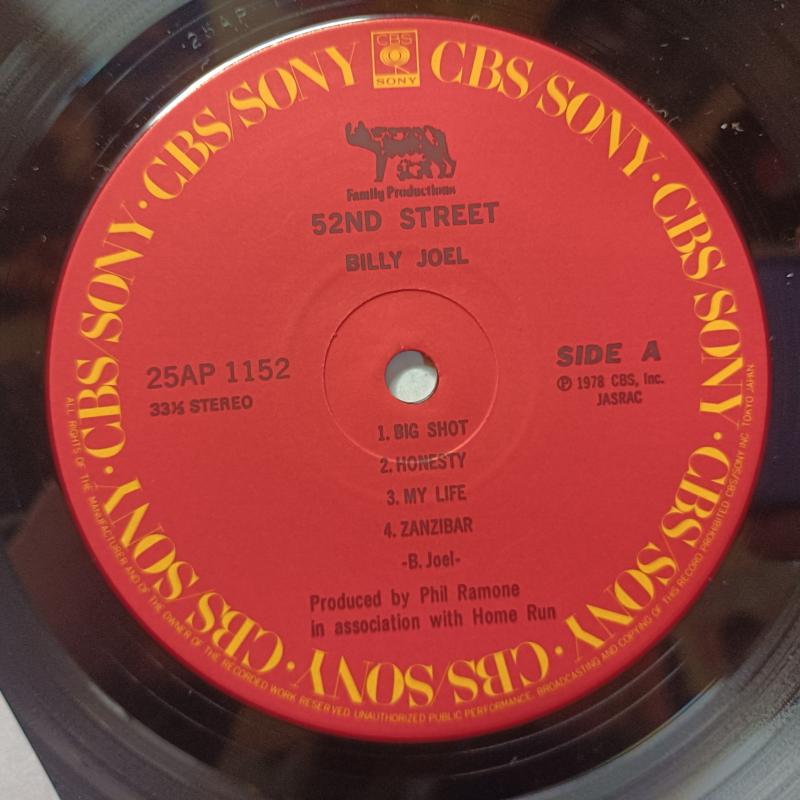 25AP
CBS
SONY
CBS/SONY · CBS/SONY · CBS/SONY · CBS/SONY · CBS/SONY · CBS/SONY · CBS/SONY · CBS/SONY
Family Productions
52ND STREET
BILLY JOEL
25AP 1152
33⅓ STEREO
SIDE A
Ⓟ 1978 CBS, Inc.
JASRAC
1. BIG SHOT
2. HONESTY
3. MY LIFE
4. ZANZIBAR
-B. Joel-
Produced by Phil Ramone
in association with Home Run
ALL RIGHTS OF THE MANUFACTURER AND OF THE OWNER OF THE RECORDED WORK RESERVED. UNAUTHORIZED PUBLIC PERFORMANCE, BROADCASTING AND COPYING OF THIS RECORD PROHIBITED CBS/SONY INC. TOKYO JAPAN.